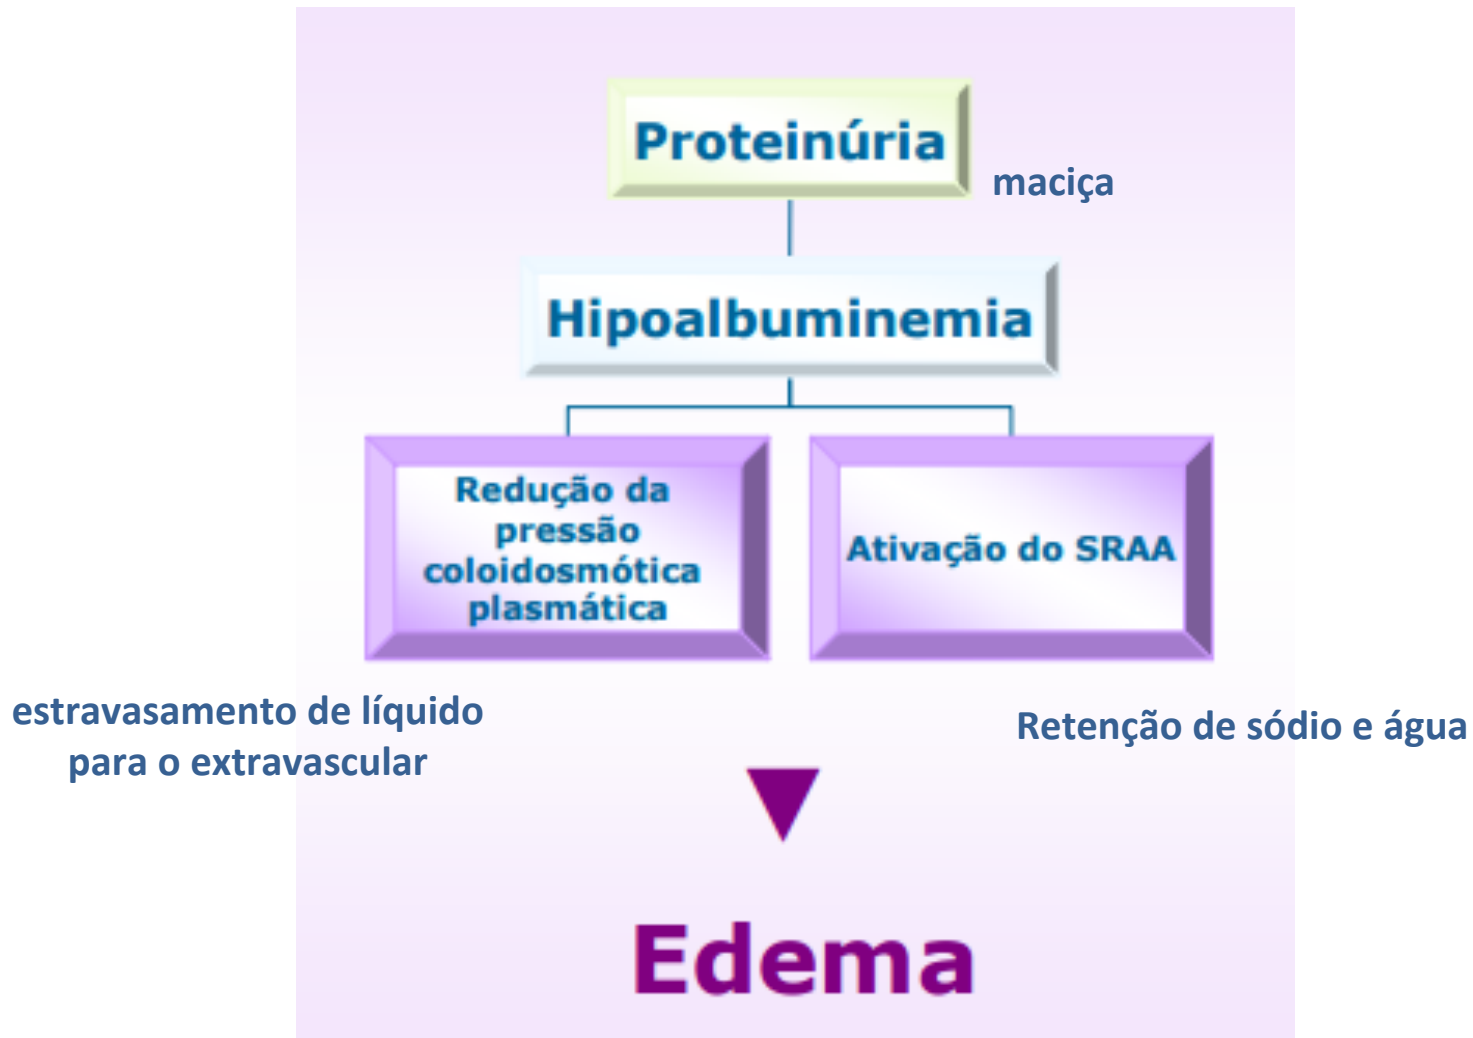 Proteinúria
maciça
Hipoalbuminemia
Redução da
pressão
coloidosmótica
plasmática
Ativação do SRAA
estravasamento de líquido
para o extravascular
Retenção de sódio e água
Edema